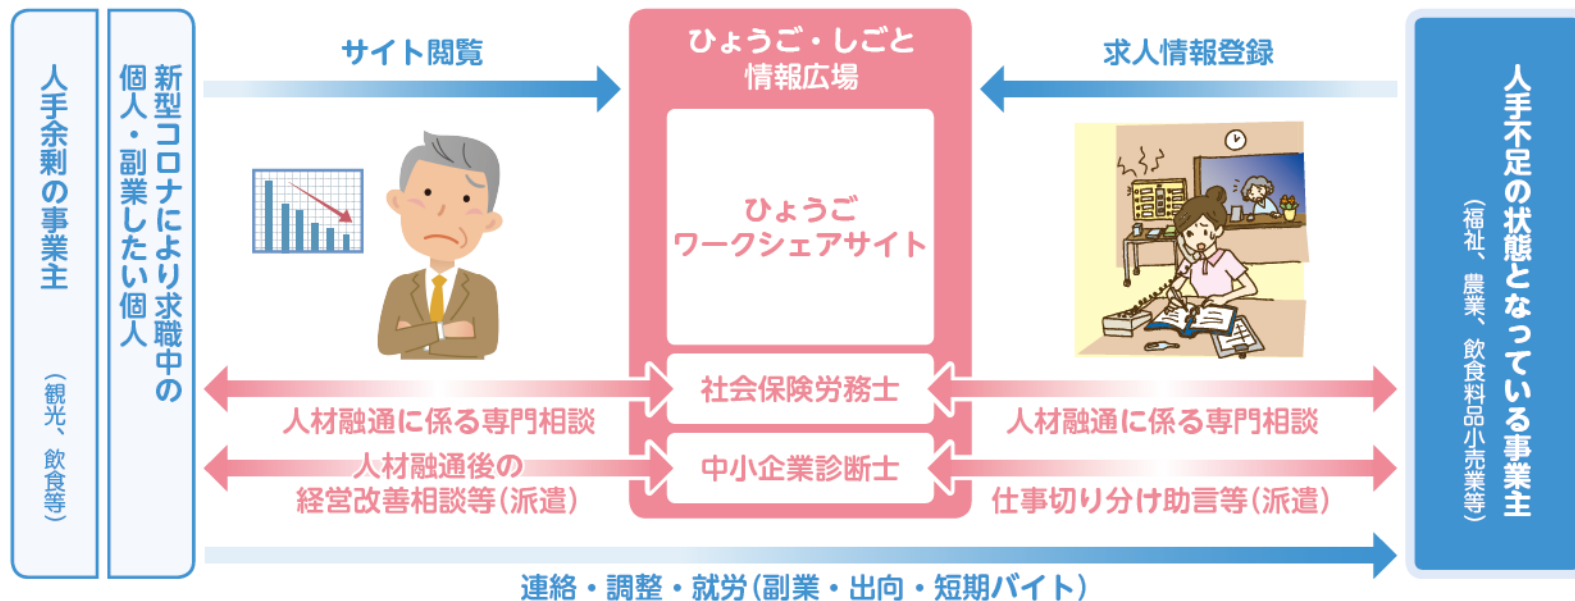 人手余剰の事業主
（観光、飲食等）
新型コロナにより求職中の
個人・副業したい個人
サイト閲覧
ひょうご・しごと
情報広場
求人情報登録
ひょうご
ワークシェアサイト
人手不足の状態となっている事業主
（福祉、農業、飲食料品小売業等）
社会保険労務士
人材融通に係る専門相談
人材融通に係る専門相談
中小企業診断士
人材融通後の
経営改善相談等(派遣)
仕事切り分け助言等(派遣)
連絡・調整・就労(副業・出向・短期バイト)